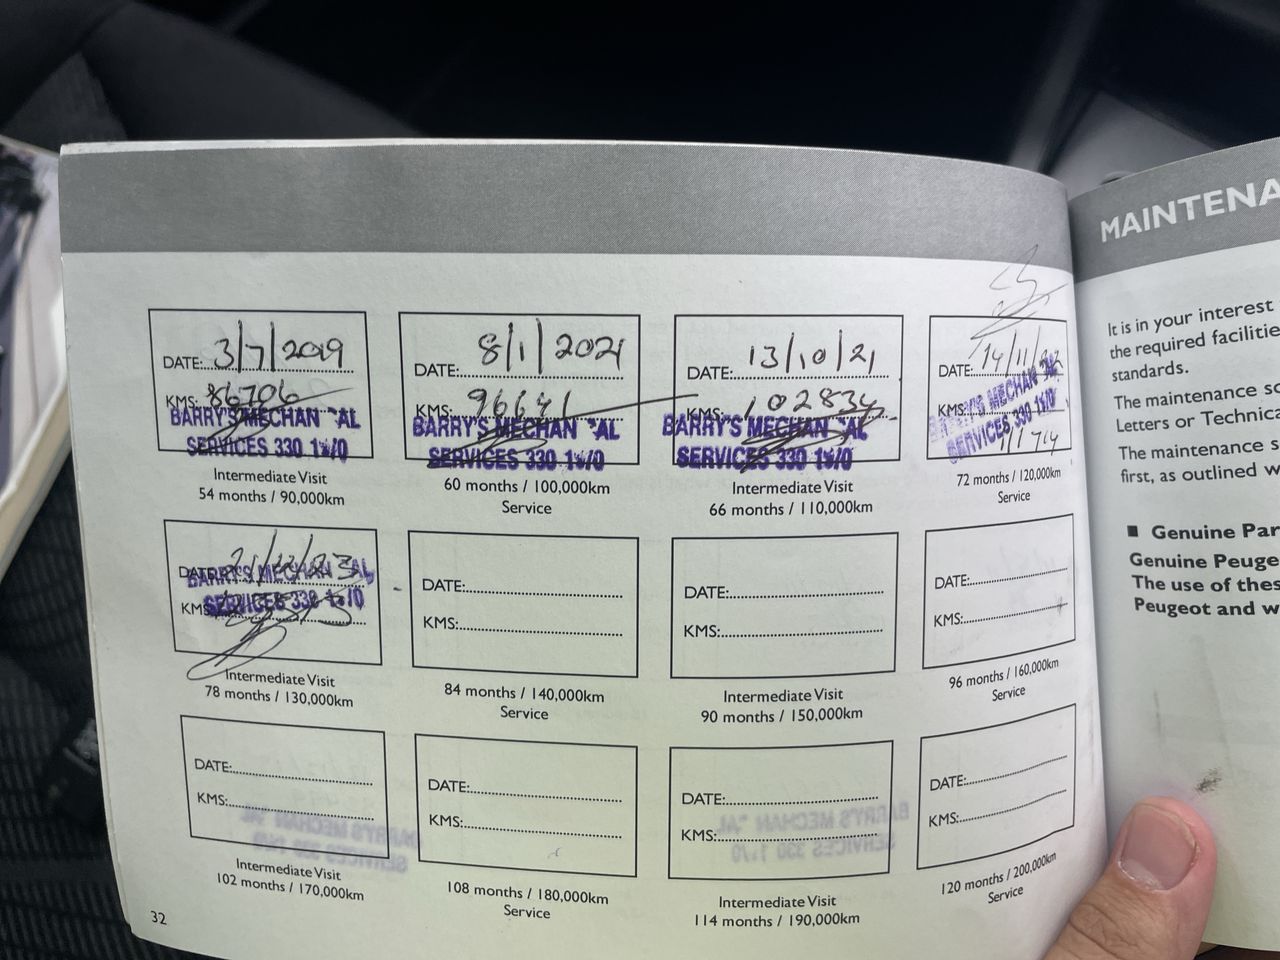 MAINTENA
DATE: 3/7/2019
KMS: 86706
BARRY'S MECHAN AL
SERVICES 330
Intermediate Visit
54 months / 90,000km
DATE: 8/1/2021
KMS: 96641
BARRY'S MECHAN AL
SERVICES 330
60 months / 100,000km
Service
DATE: 13/10/21
KMS: 102834
BARRY'S MECHAN AL
SERVICES 330
Intermediate Visit
66 months / 110,000km
DATE: 14/11/
KMS:
BARRY'S MECHAN AL
SERVICES 330
72 months / 120,000km
Service
DATE:
BARRY'S MECHAN AL
KMS
SERVICES 330
Intermediate Visit
78 months / 130,000km
DATE:
KMS:
84 months / 140,000km
Service
DATE:
KMS:
Intermediate Visit
90 months / 150,000km
DATE:
KMS:
96 months / 160,000km
Service
DATE:
KMS:
Intermediate Visit
102 months / 170,000km
DATE:
KMS:
108 months / 180,000km
Service
DATE:
KMS:
Intermediate Visit
114 months / 190,000km
DATE:
KMS:
120 months / 200,000km
Service
32
It is in your interest
the required facilitie
standards.
The maintenance sc
Letters or Technica
The maintenance s
first, as outlined w
■ Genuine Par
Genuine Peuge
The use of thes
Peugeot and w